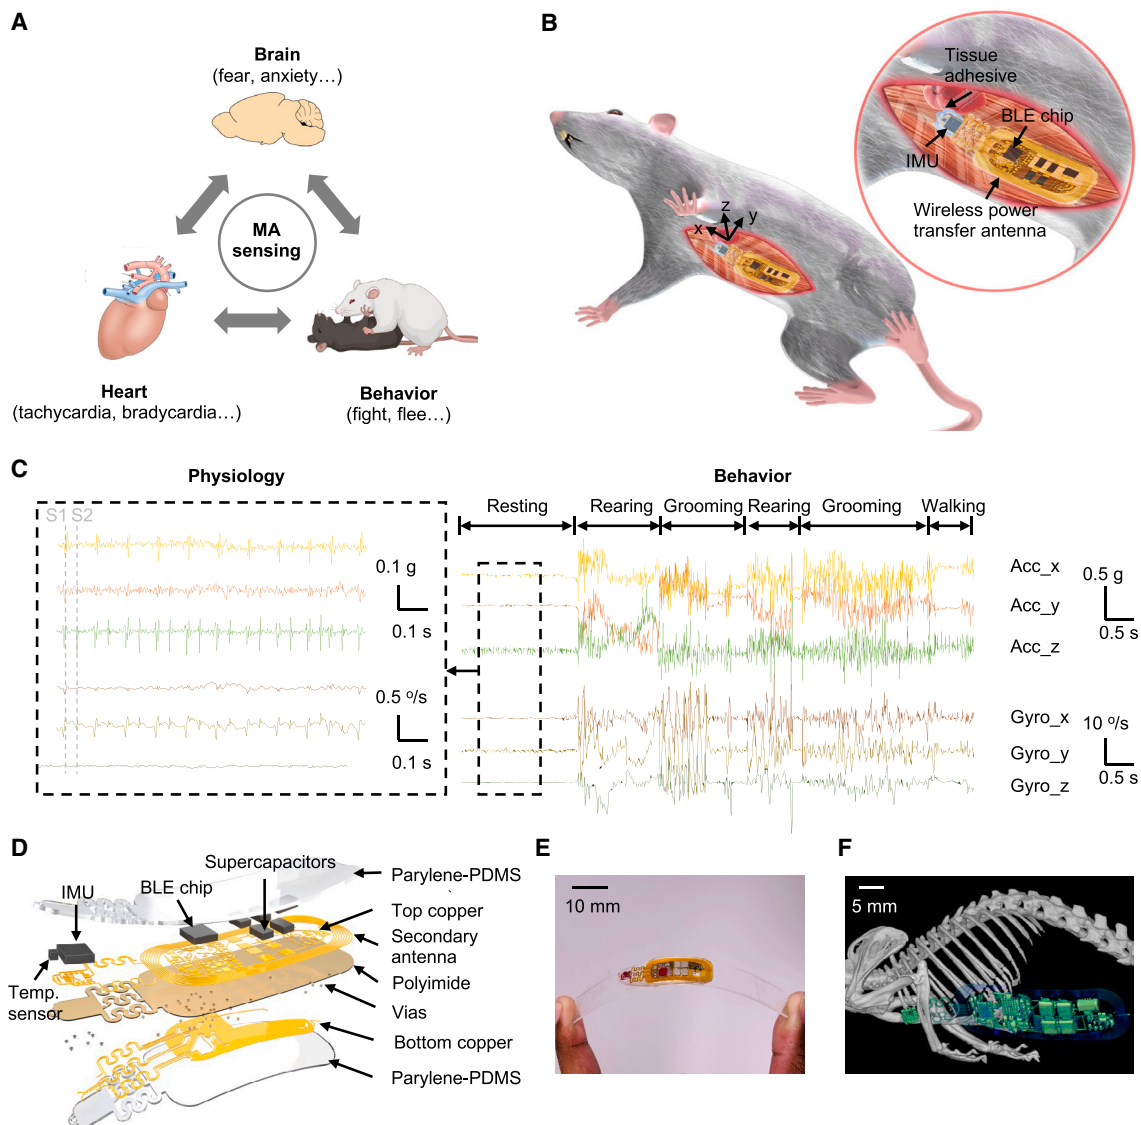 A
Brain
(fear, anxiety…)
MA
sensing
Heart
(tachycardia, bradycardia…)
Behavior
(fight, flee…)
B
Tissue
adhesive
BLE chip
IMU
Wireless power
transfer antenna
z
y
x
C
Physiology
Behavior
S1 S2
0.1 g
0.1 s
0.5 º/s
0.1 s
Resting
Rearing
Grooming
Rearing
Grooming
Walking
Acc_x
Acc_y
Acc_z
0.5 g
0.5 s
Gyro_x
Gyro_y
Gyro_z
10 º/s
0.5 s
D
Supercapacitors
IMU
BLE chip
Parylene-PDMS
Top copper
Secondary
antenna
Polyimide
Temp.
sensor
Vias
Bottom copper
Parylene-PDMS
E
10 mm
F
5 mm